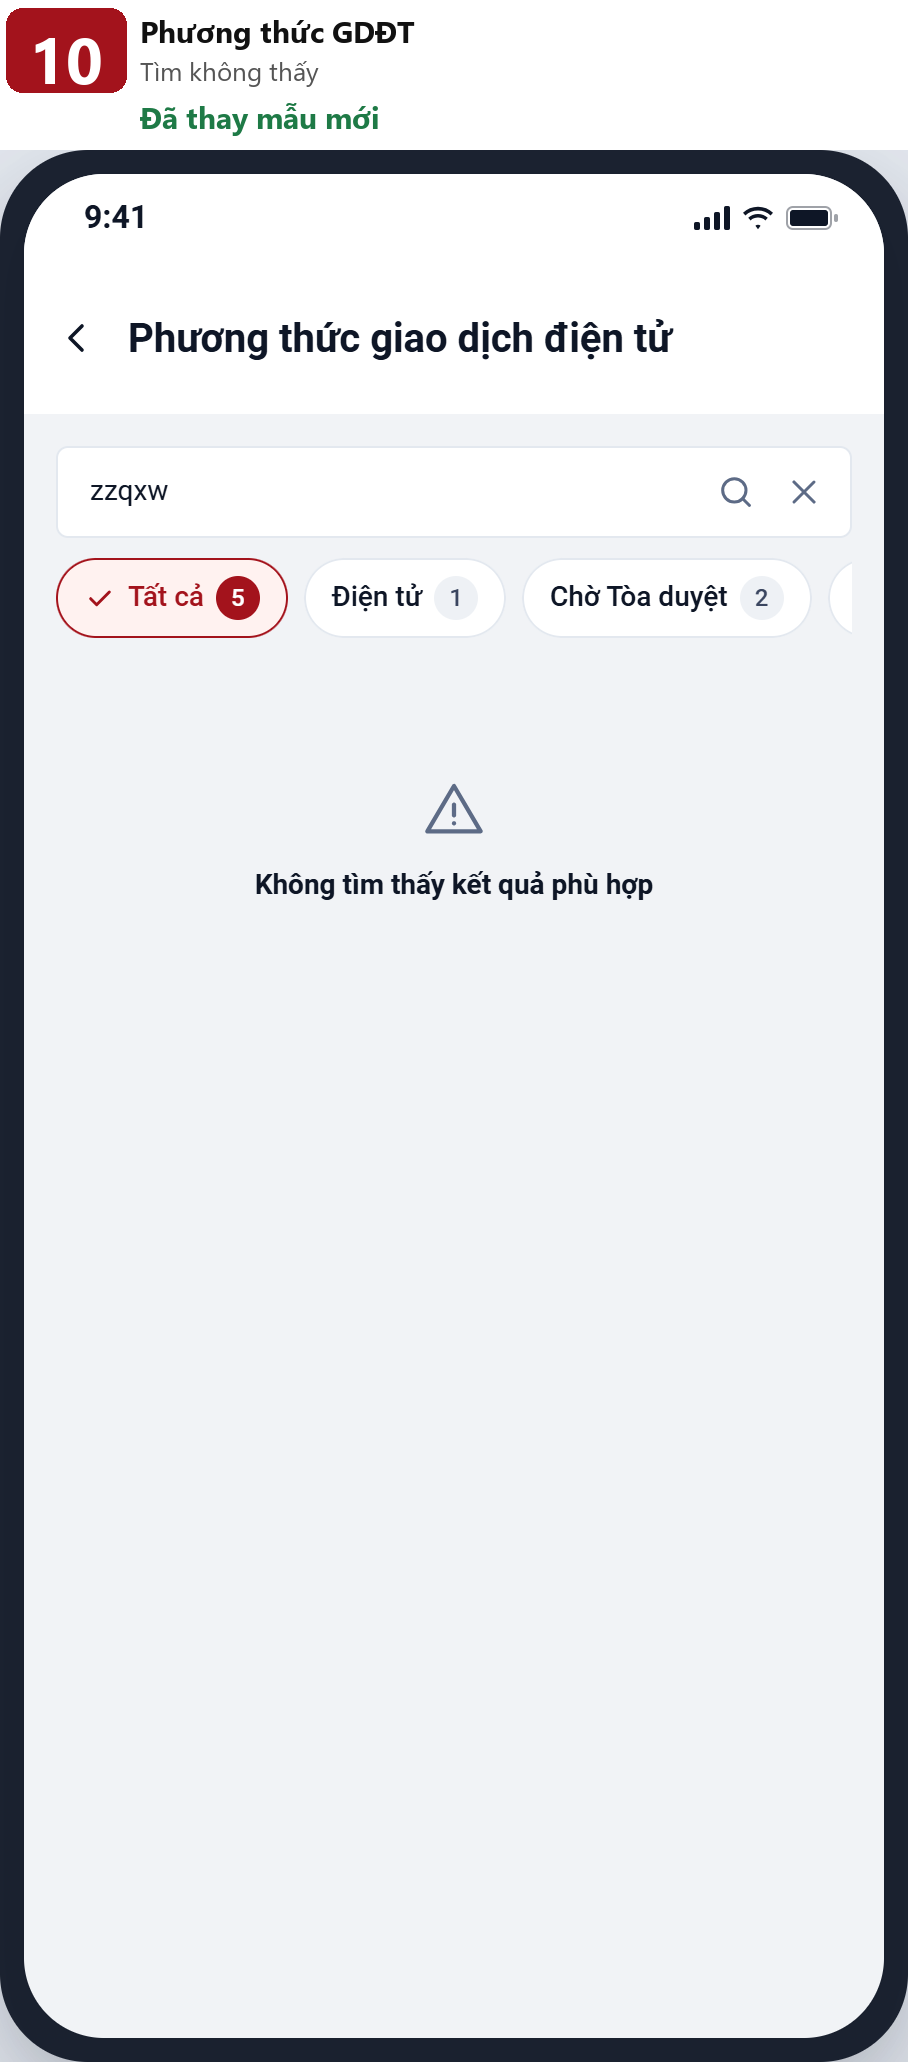 10
Phương thức GDĐT
Tìm không thấy
Đã thay mẫu mới
9:41
Phương thức giao dịch điện tử
zzqxw
Tất cả 5
Điện tử 1
Chờ Tòa duyệt 2
Không tìm thấy kết quả phù hợp